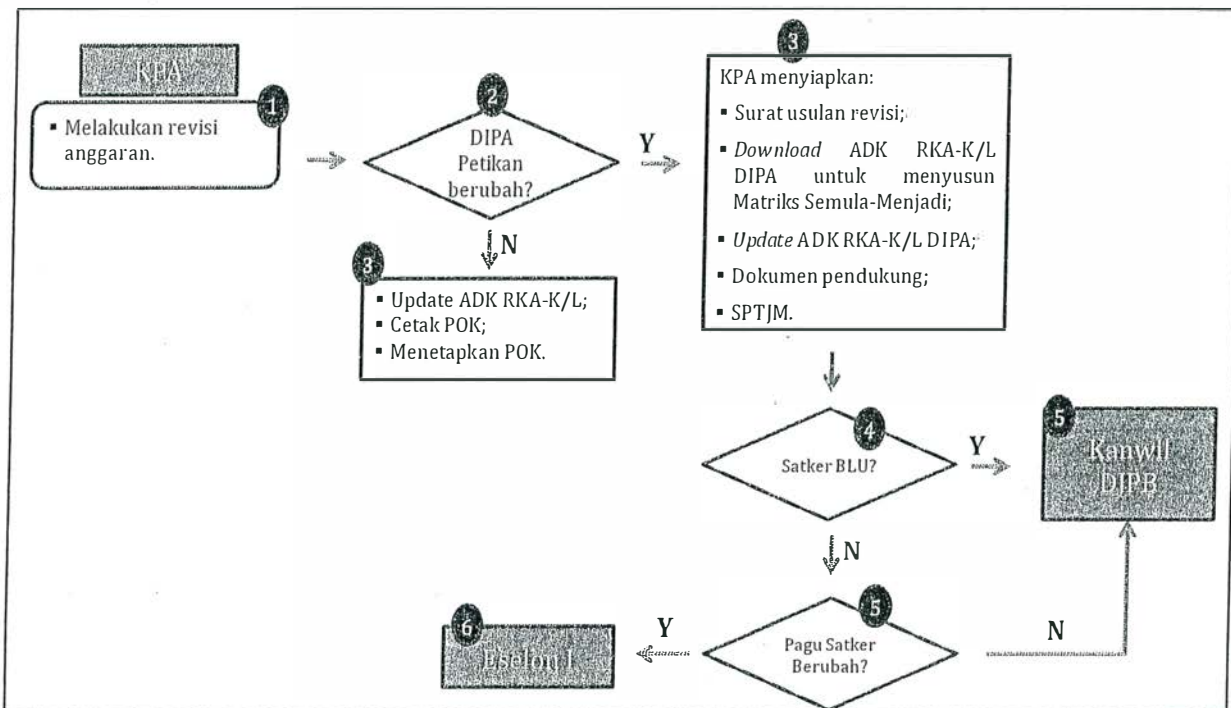 KPA
1
▪ Melakukan revisi
anggaran.
2
DIPA
Petikan
berubah?
Y
N
3
▪ Update ADK RKA-K/L;
▪ Cetak POK;
▪ Menetapkan POK.
3
KPA menyiapkan:
▪ Surat usulan revisi;
▪ Download ADK RKA-K/L
DIPA untuk menyusun
Matriks Semula-Menjadi;
▪ Update ADK RKA-K/L DIPA;
▪ Dokumen pendukung;
▪ SPTJM.
4
Satker BLU?
Y
5
Kanwil
DJPB
N
5
Pagu Satker
Berubah?
Y
N
6
Eselon I